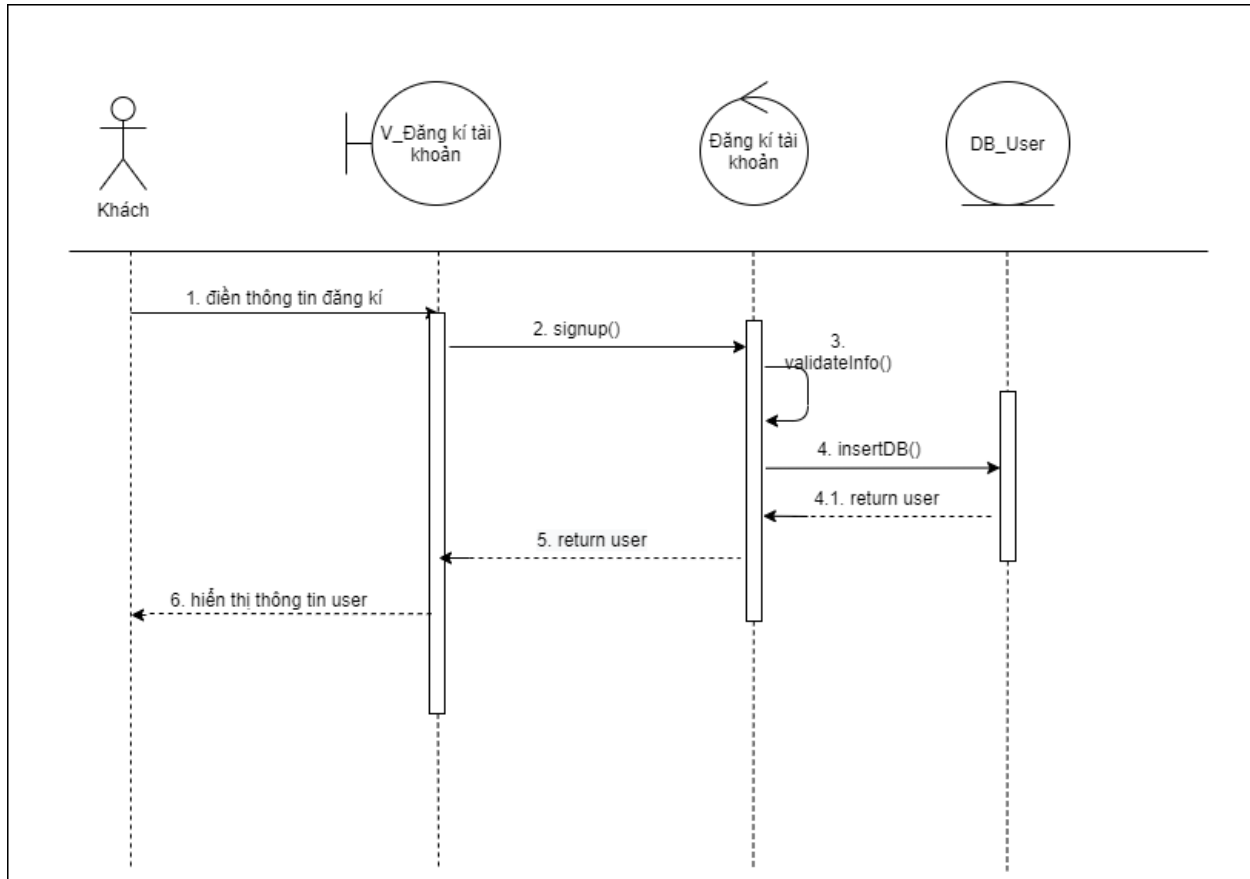 V_Đăng kí tài
khoản
Đăng kí tài
khoản
DB_User
Khách
1. điền thông tin đăng kí
2. signup()
3.
validateInfo()
4. insertDB()
4.1. return user
5. return user
6. hiển thị thông tin user